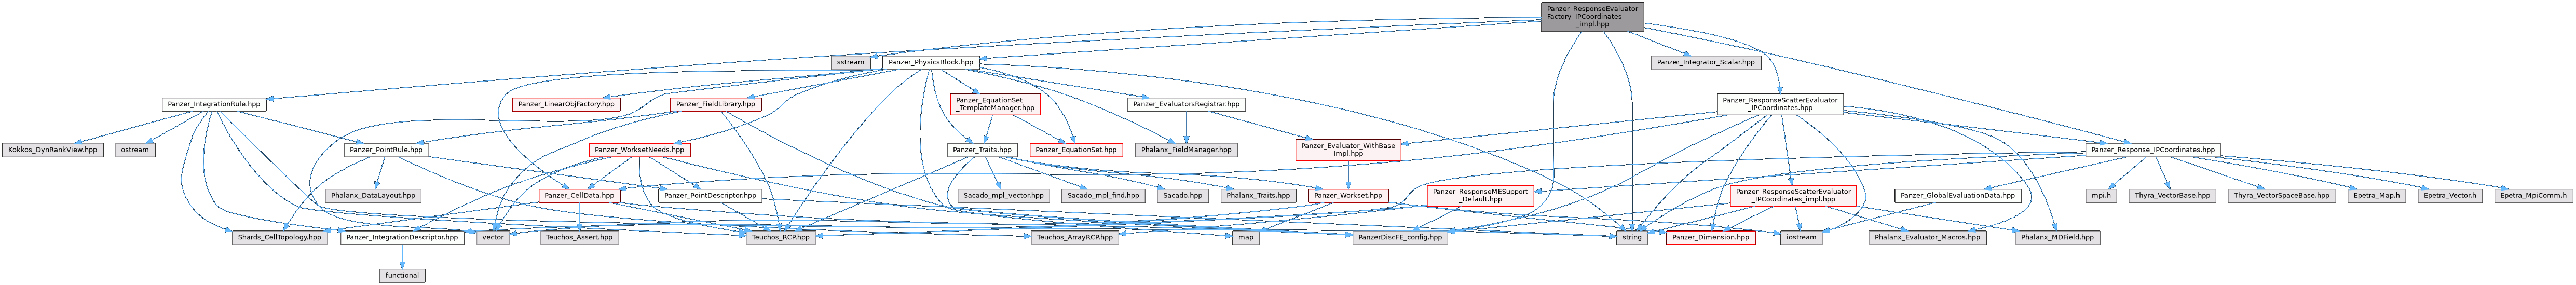 Panzer_ResponseEvaluator
Factory_IPCoordinates
_impl.hpp
sstream
Panzer_PhysicsBlock.hpp
Panzer_Integrator_Scalar.hpp
Panzer_IntegrationRule.hpp
Panzer_LinearObjFactory.hpp
Panzer_FieldLibrary.hpp
Panzer_EquationSet
_TemplateManager.hpp
Panzer_EvaluatorsRegistrar.hpp
Panzer_ResponseScatterEvaluator
_IPCoordinates.hpp
Kokkos_DynRankView.hpp
ostream
Panzer_PointRule.hpp
Panzer_WorksetNeeds.hpp
Panzer_Traits.hpp
Panzer_EquationSet.hpp
Phalanx_FieldManager.hpp
Panzer_Evaluator_WithBase
Impl.hpp
Panzer_Response_IPCoordinates.hpp
Phalanx_DataLayout.hpp
Panzer_CellData.hpp
Panzer_PointDescriptor.hpp
Sacado_mpl_vector.hpp
Sacado_mpl_find.hpp
Sacado.hpp
Phalanx_Traits.hpp
Panzer_Workset.hpp
Panzer_ResponseMESupport
_Default.hpp
Panzer_ResponseScatterEvaluator
_IPCoordinates_impl.hpp
Panzer_GlobalEvaluationData.hpp
mpi.h
Thyra_VectorBase.hpp
Thyra_VectorSpaceBase.hpp
Epetra_Map.h
Epetra_Vector.h
Epetra_MpiComm.h
Shards_CellTopology.hpp
Panzer_IntegrationDescriptor.hpp
vector
Teuchos_Assert.hpp
Teuchos_RCP.hpp
Teuchos_ArrayRCP.hpp
map
PanzerDiscFE_config.hpp
string
Panzer_Dimension.hpp
iostream
Phalanx_Evaluator_Macros.hpp
Phalanx_MDField.hpp
functional